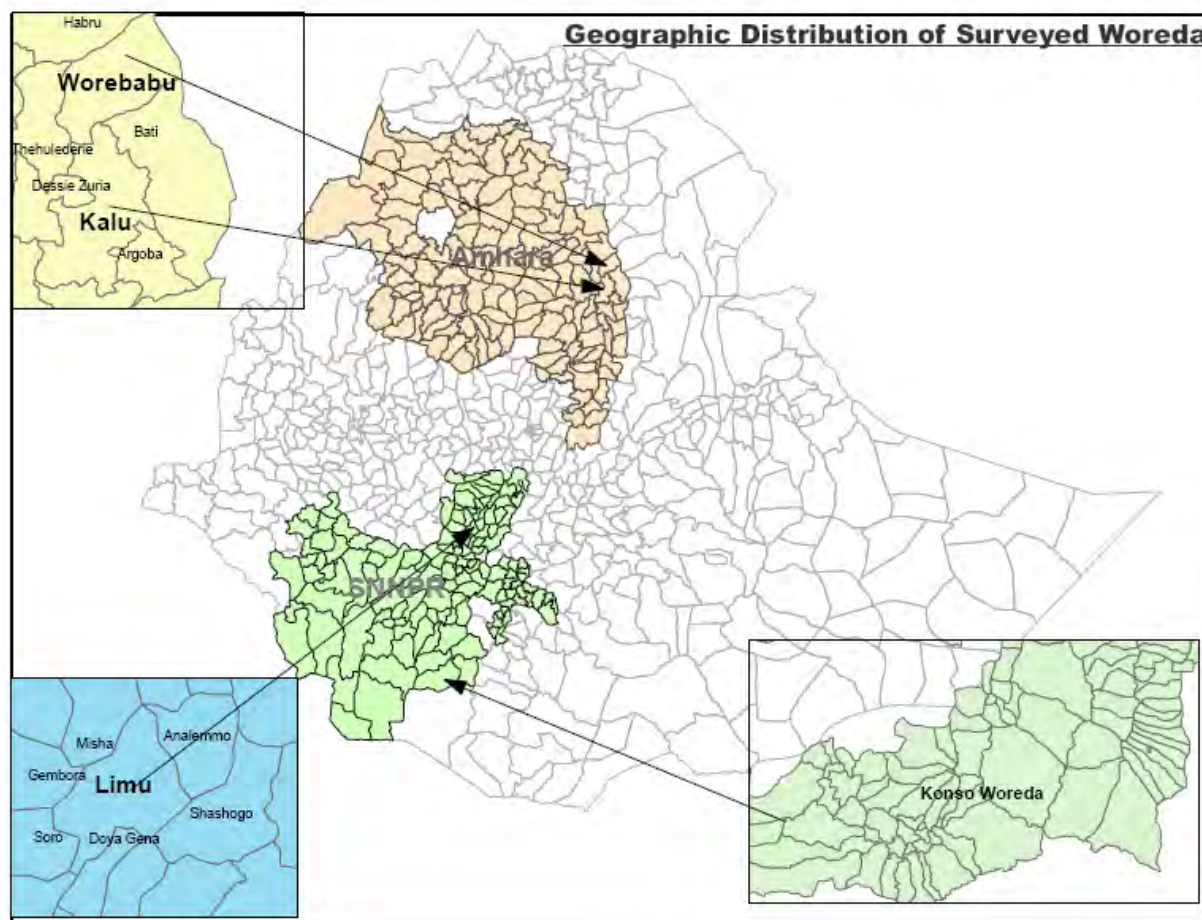 Geographic Distribution of Surveyed Woreda
Habru
Worebabu
Bati
Thehulederie
Dessie Zuria
Kalu
Argoba
Amhara
SNNPR
Misha
Analemmo
Gembora
Limu
Shashogo
Soro
Doya Gena
Konso Woreda